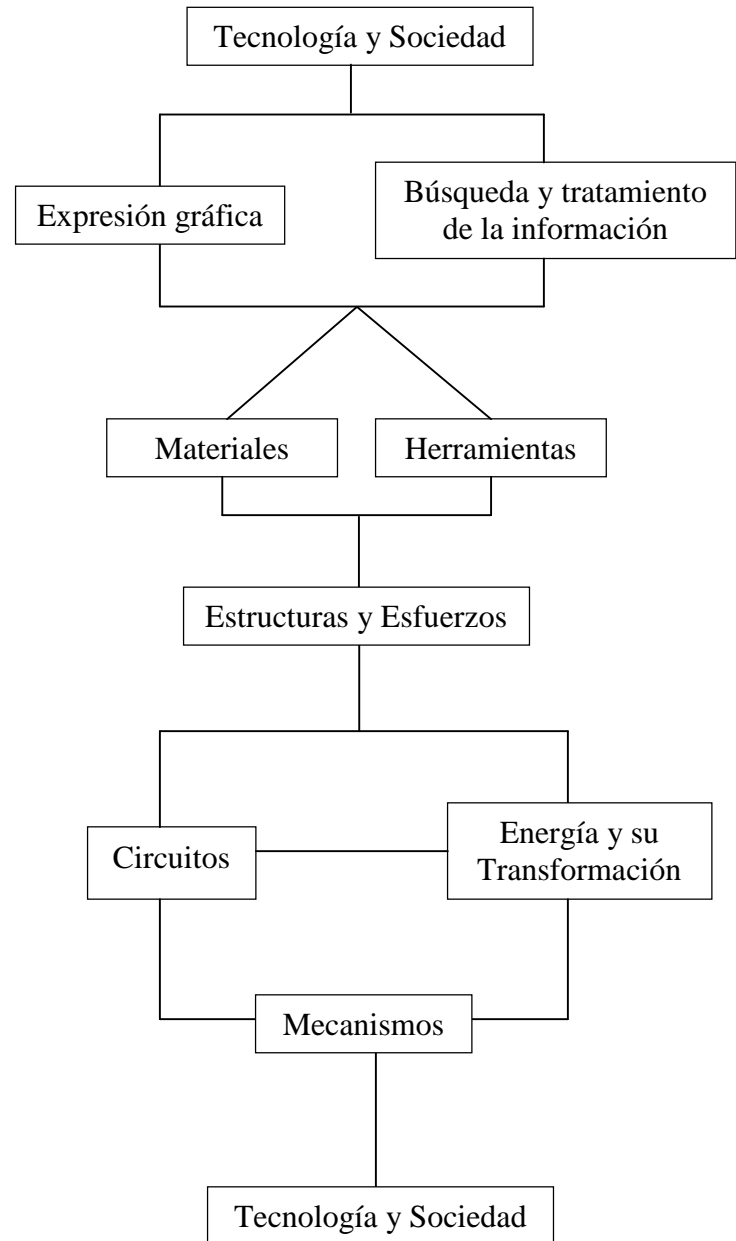 Tecnología y Sociedad
Expresión gráfica
Búsqueda y tratamiento
de la información
Materiales
Herramientas
Estructuras y Esfuerzos
Circuitos
Energía y su
Transformación
Mecanismos
Tecnología y Sociedad